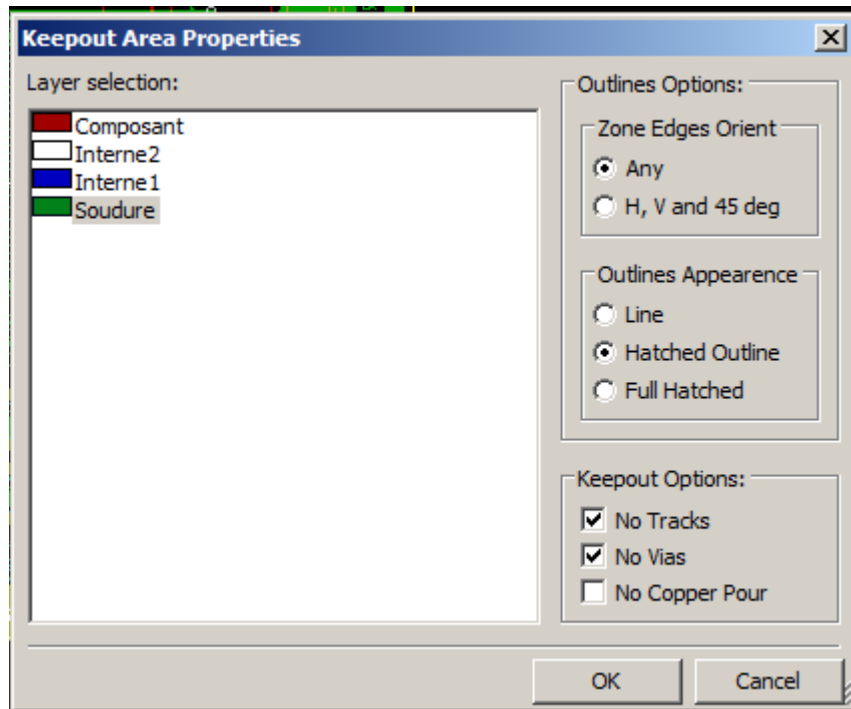 Keepout Area Properties
Layer selection:
Composant
Interne2
Interne1
Soudure
Outlines Options:
Zone Edges Orient
Any
H, V and 45 deg
Outlines Appearence
Line
Hatched Outline
Full Hatched
Keepout Options:
No Tracks
No Vias
No Copper Pour
OK
Cancel